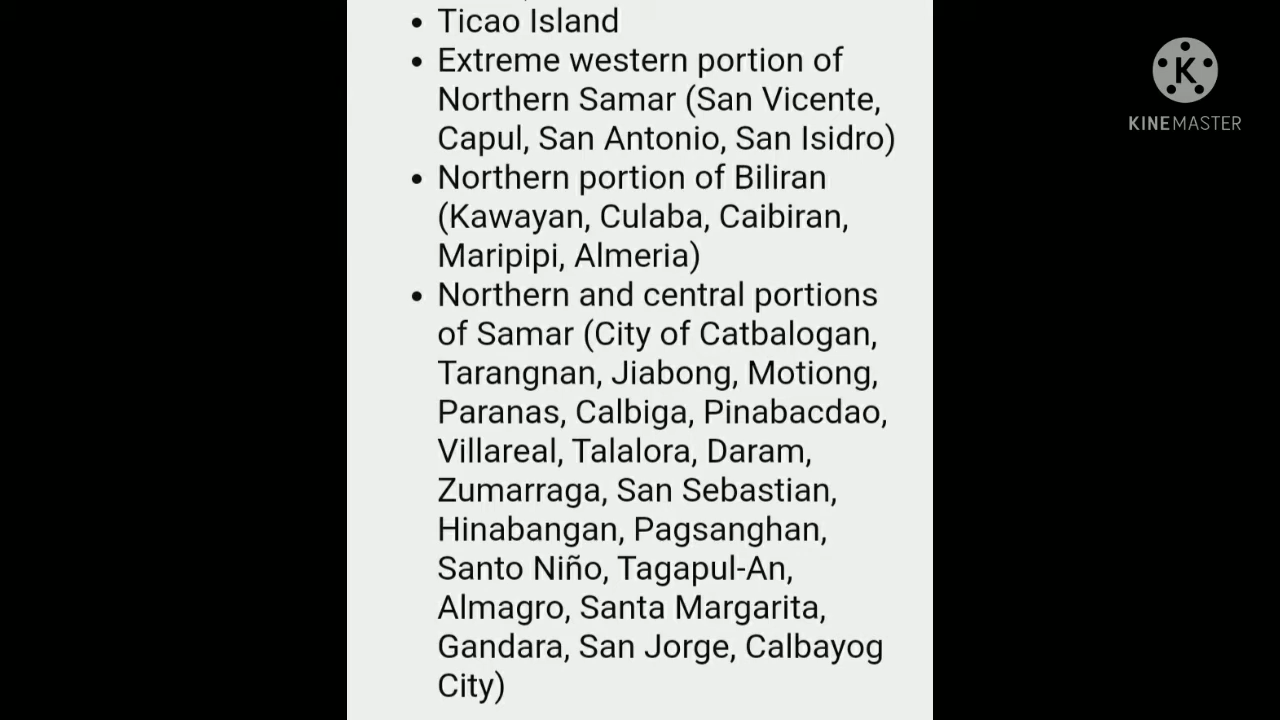 • Ticao Island
• Extreme western portion of
Northern Samar (San Vicente,
Capul, San Antonio, San Isidro)
• Northern portion of Biliran
(Kawayan, Culaba, Caibiran,
Maripipi, Almeria)
• Northern and central portions
of Samar (City of Catbalogan,
Tarangnan, Jiabong, Motiong,
Paranas, Calbiga, Pinabacdao,
Villareal, Talalora, Daram,
Zumarraga, San Sebastian,
Hinabangan, Pagsanghan,
Santo Niño, Tagapul-An,
Almagro, Santa Margarita,
Gandara, San Jorge, Calbayog
City)
K
KINEMASTER